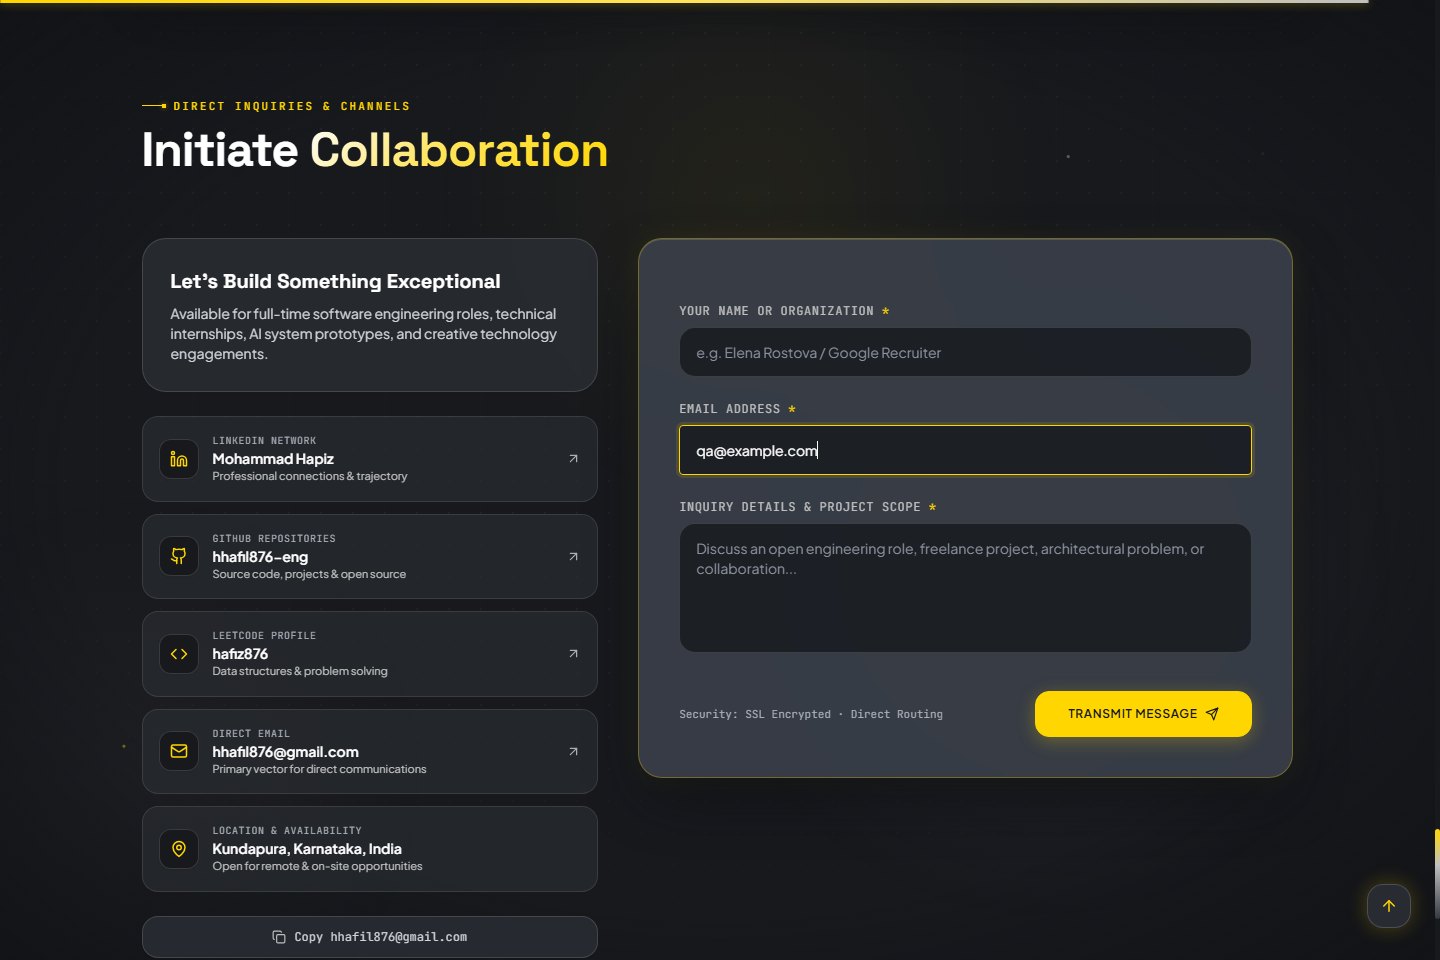 DIRECT INQUIRIES & CHANNELS
Initiate Collaboration
Let's Build Something Exceptional
Available for full-time software engineering roles, technical
internships, AI system prototypes, and creative technology
engagements.
LINKEDIN NETWORK
Mohammad Hapiz
Professional connections & trajectory
GITHUB REPOSITORIES
hhafil876-eng
Source code, projects & open source
LEETCODE PROFILE
hafiz876
Data structures & problem solving
DIRECT EMAIL
hhafil876@gmail.com
Primary vector for direct communications
LOCATION & AVAILABILITY
Kundapura, Karnataka, India
Open for remote & on-site opportunities
Copy hhafil876@gmail.com
YOUR NAME OR ORGANIZATION *
e.g. Elena Rostova / Google Recruiter
EMAIL ADDRESS *
qa@example.com
INQUIRY DETAILS & PROJECT SCOPE *
Discuss an open engineering role, freelance project, architectural problem, or
collaboration...
Security: SSL Encrypted · Direct Routing
TRANSMIT MESSAGE